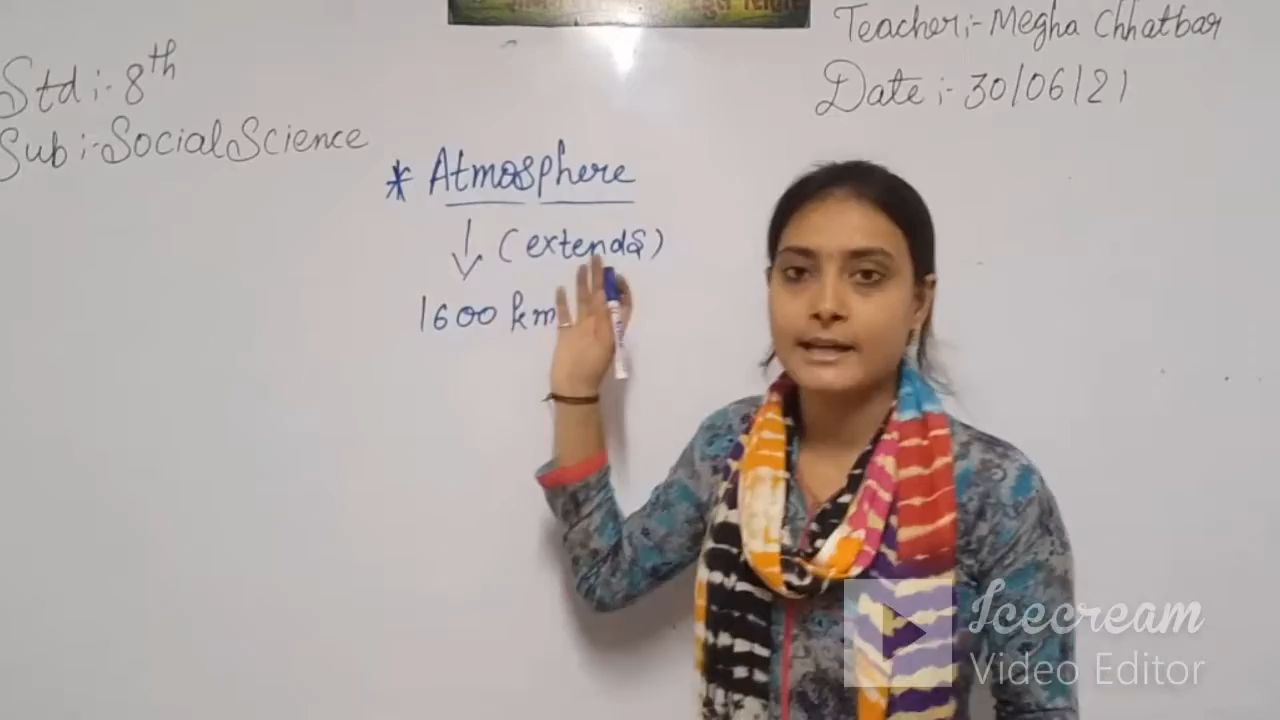 Teacher:- Megha Chhatbar
Std:- 8th
Date:- 30/06/21
Sub:- Social Science
* Atmosphere
↓ (extends)
1600 km
Icecream
Video Editor